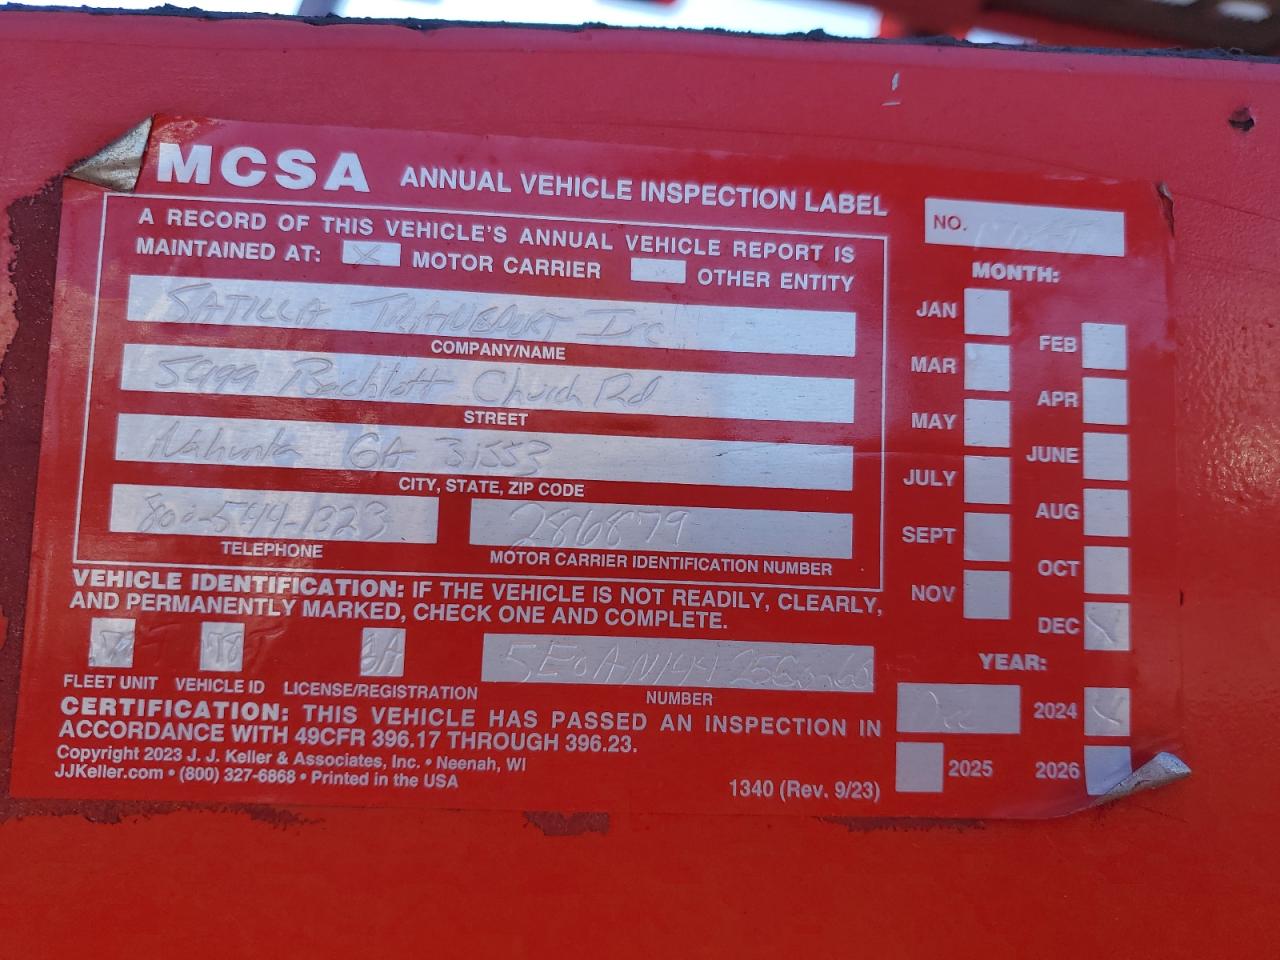 MCSA ANNUAL VEHICLE INSPECTION LABEL
A RECORD OF THIS VEHICLE'S ANNUAL VEHICLE REPORT IS
MAINTAINED AT: X MOTOR CARRIER OTHER ENTITY
SATILLA TRANSPORT Inc
COMPANY/NAME
5499 Bachlott Church Rd
STREET
Nahunta GA 31553
CITY, STATE, ZIP CODE
800-544-1323
TELEPHONE
286879
MOTOR CARRIER IDENTIFICATION NUMBER
VEHICLE IDENTIFICATION: IF THE VEHICLE IS NOT READILY, CLEARLY,
AND PERMANENTLY MARKED, CHECK ONE AND COMPLETE.
FLEET UNIT VEHICLE ID LICENSE/REGISTRATION
NUMBER
CERTIFICATION: THIS VEHICLE HAS PASSED AN INSPECTION IN
ACCORDANCE WITH 49CFR 396.17 THROUGH 396.23.
Copyright 2023 J. J. Keller & Associates, Inc. • Neenah, WI
JJKeller.com • (800) 327-6868 • Printed in the USA
1340 (Rev. 9/23)
NO.
MONTH:
JAN
FEB
MAR
APR
MAY
JUNE
JULY
AUG
SEPT
OCT
NOV
DEC
YEAR:
Dec
2024
2025
2026